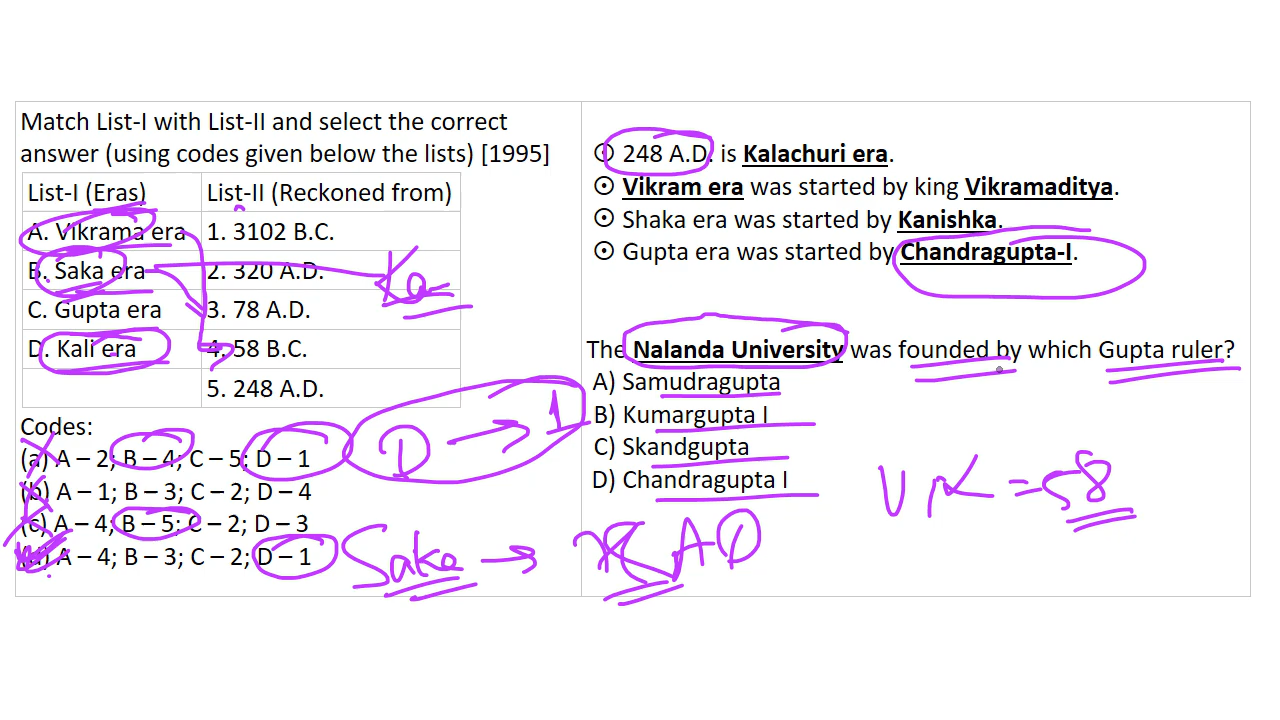 Match List-I with List-II and select the correct
answer (using codes given below the lists) [1995]
List-I (Eras) List-II (Reckoned from)
A. Vikrama era 1. 3102 B.C.
B. Saka era 2. 320 A.D.
C. Gupta era 3. 78 A.D.
D. Kali era 4. 58 B.C.
5. 248 A.D.
Codes:
(a) A – 2; B – 4; C – 5; D – 1
(b) A – 1; B – 3; C – 2; D – 4
(c) A – 4; B – 5; C – 2; D – 3
(d) A – 4; B – 3; C – 2; D – 1
D → 1
Saka →
AD
⊙ 248 A.D. is Kalachuri era.
⊙ Vikram era was started by king Vikramaditya.
⊙ Shaka era was started by Kanishka.
⊙ Gupta era was started by Chandragupta-I.
Ka
The Nalanda University was founded by which Gupta ruler?
A) Samudragupta
B) Kumargupta I
C) Skandgupta
D) Chandragupta I
= 58